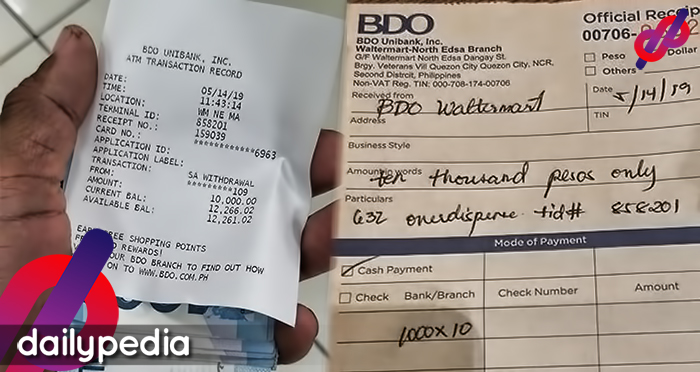 BDO UNIBANK, INC.
ATM TRANSACTION RECORD
DATE: 05/14/19
TIME: 11:43:14
LOCATION: WM NE MA
TERMINAL ID: 858201
RECEIPT NO.: 159039
CARD NO.: ************6963
APPLICATION ID:
APPLICATION LABEL:
TRANSACTION: SA WITHDRAWAL
FROM: *********109
AMOUNT: 10,000.00
CURRENT BAL: 12,266.02
AVAILABLE BAL: 12,261.02
FREE SHOPPING POINTS
REWARDS!
YOUR BDO BRANCH TO FIND OUT HOW
ON TO WWW.BDO.COM.PH
dailypedia
BDO
BDO Unibank, Inc.
Waltermart-North Edsa Branch
G/F Waltermart North Edsa Dangay St.
Brgy. Veterans Vill Quezon City Quezon City, NCR,
Second Distrcit, Philippines
Non-VAT Reg. TIN: 000-708-174-00706
Official Receip
00706-
Peso
Dollar
Others
Date 5/14/19
Received from BDO Waltermart
TIN
Address
Business Style
Amount in words ten thousand pesos only
Particulars 632 overdispense tid# 858201
Mode of Payment
Cash Payment
Check Bank/Branch Check Number Amount
1000 x 10